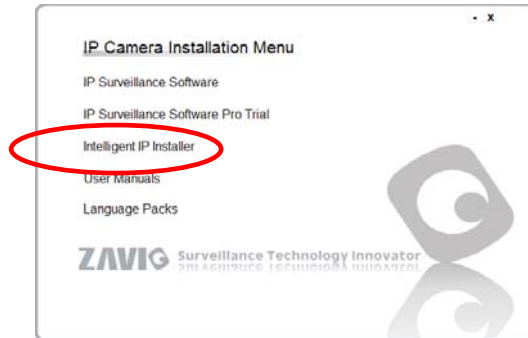 - x
IP Camera Installation Menu
IP Surveillance Software
IP Surveillance Software Pro Trial
Intelligent IP Installer
User Manuals
Language Packs
ZAVIO Surveillance Technology Innovator